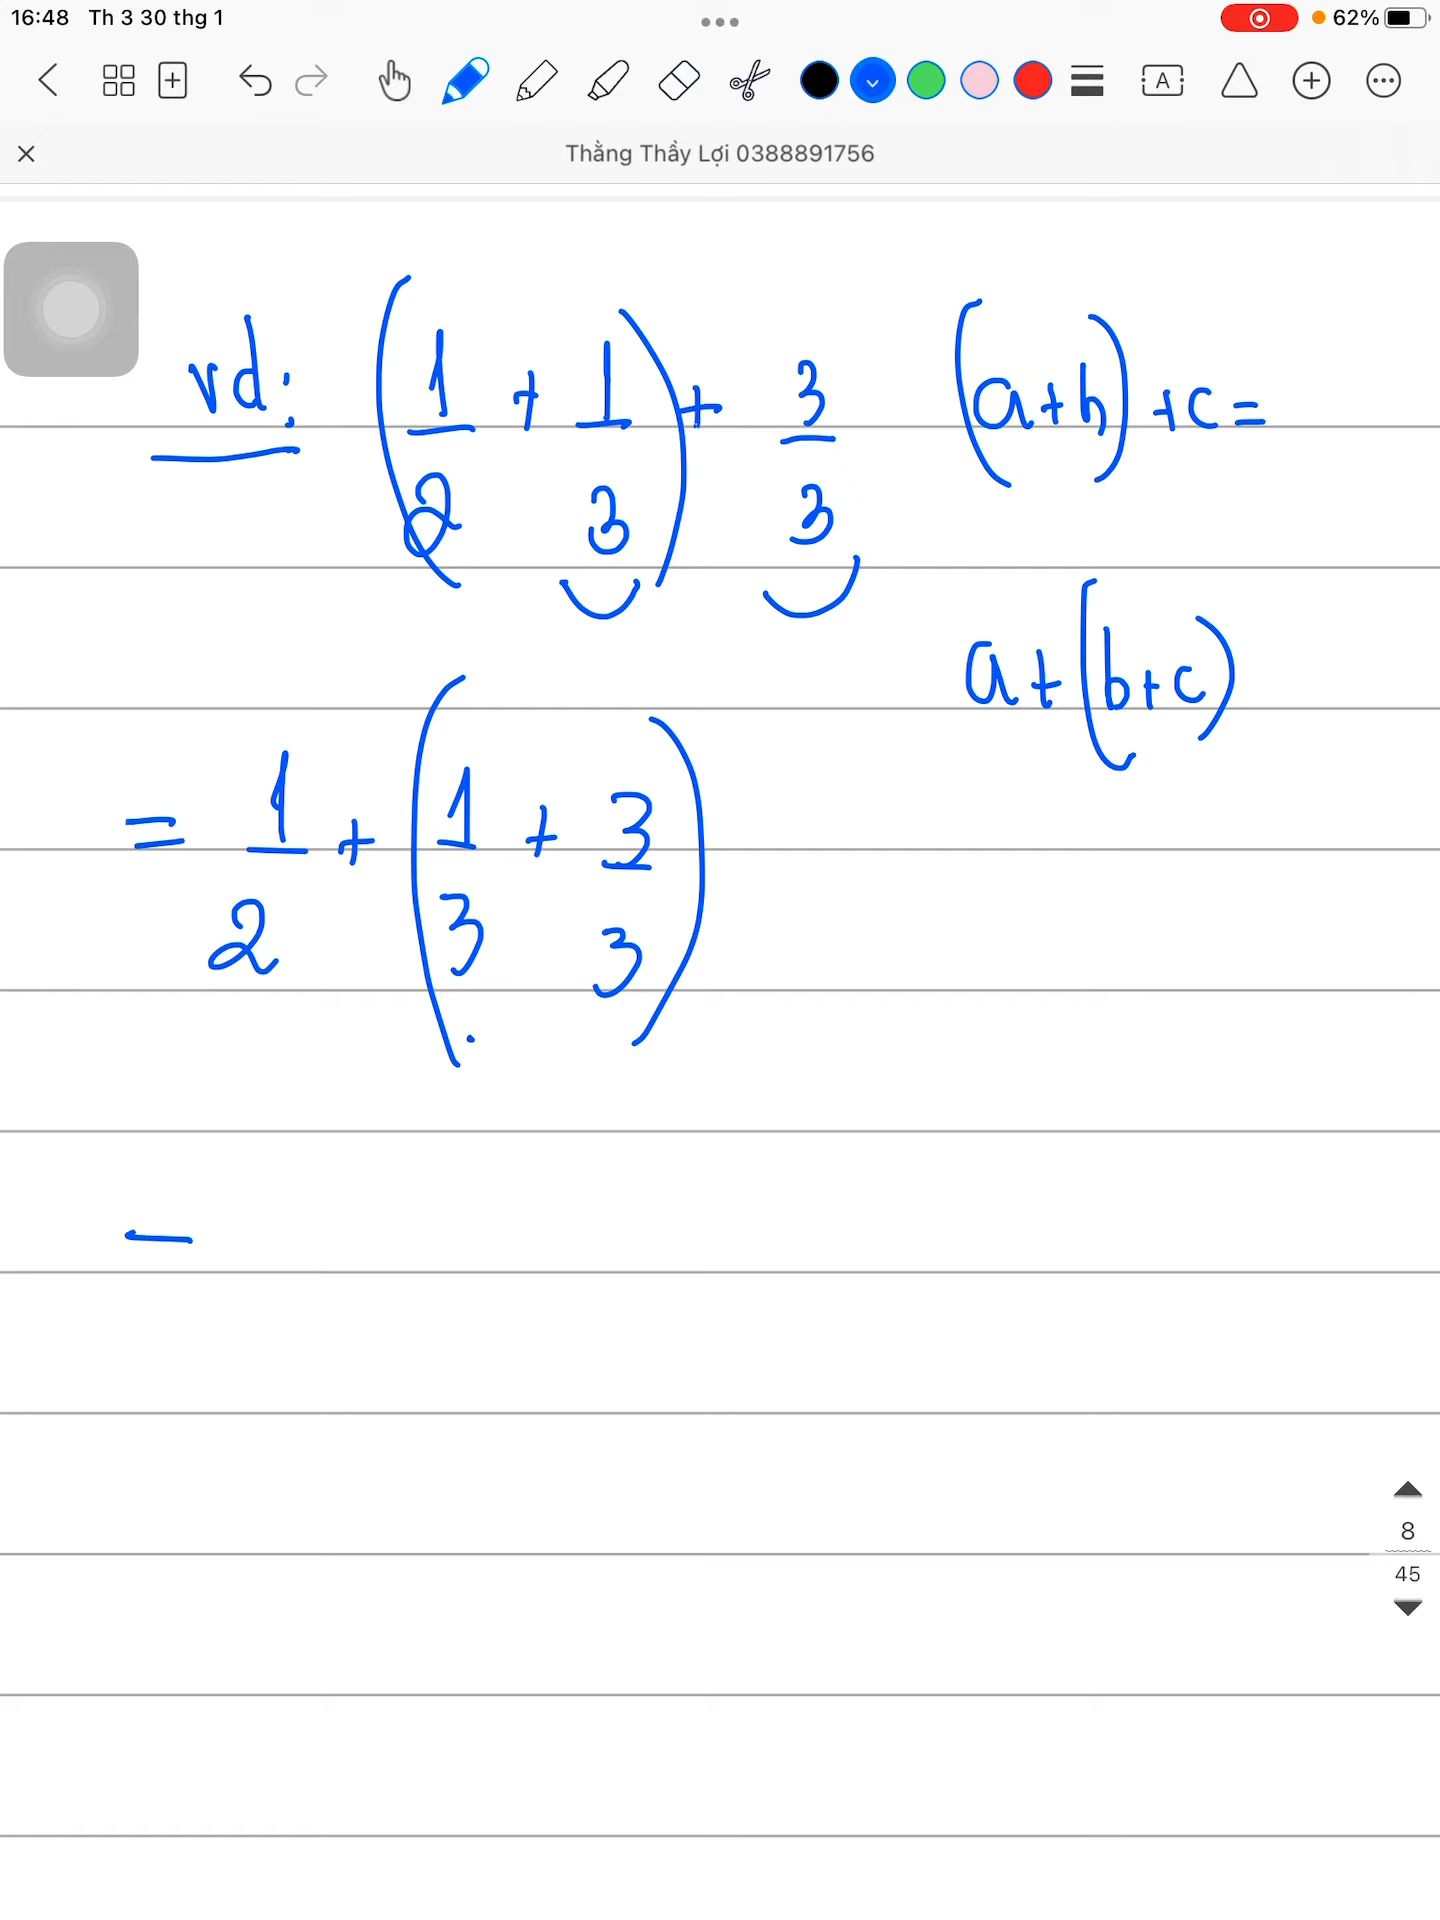 16:48 Th 3 30 thg 1 62%
A
Thằng Thầy Lợi 0388891756
vd: (1/2 + 1/3) + 3/3 (a+b)+c=
a+(b+c)
= 1/2 + (1/3 + 3/3)
8
45